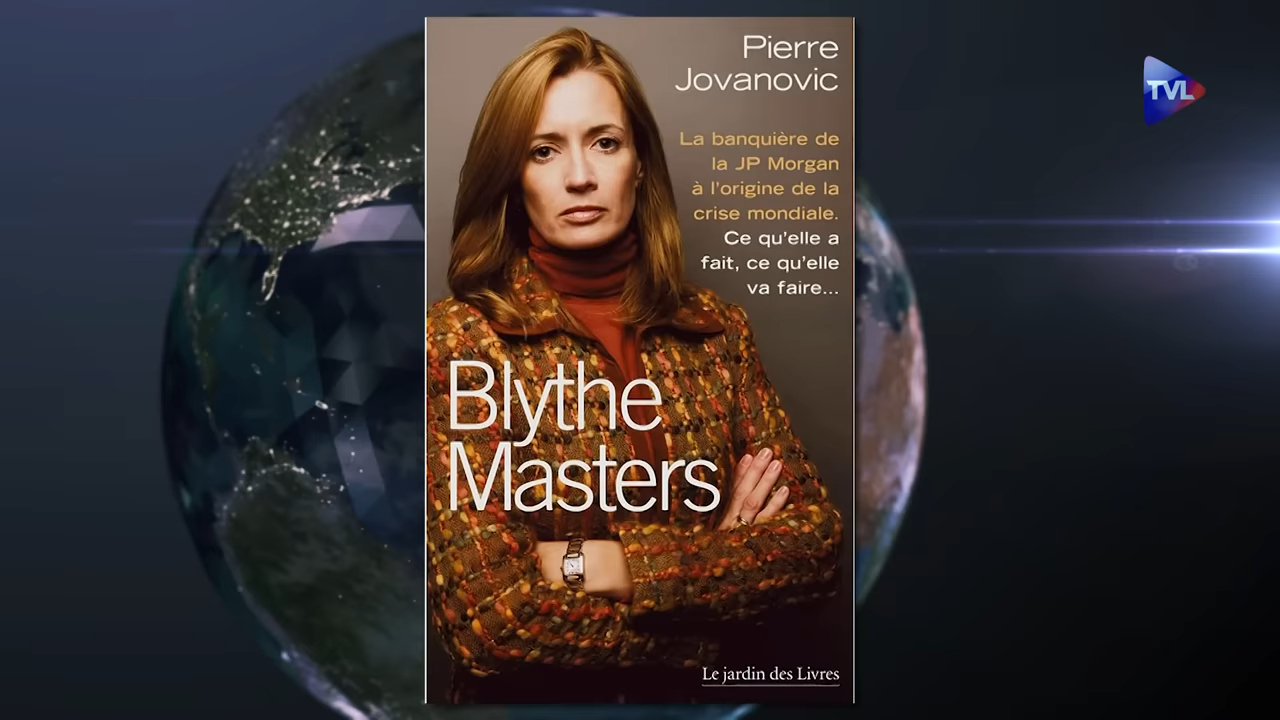 Pierre
Jovanovic
TVL
La banquière de
la JP Morgan
à l'origine de la
crise mondiale.
Ce qu'elle a
fait, ce qu'elle
va faire...
Blythe
Masters
Le jardin des Livres